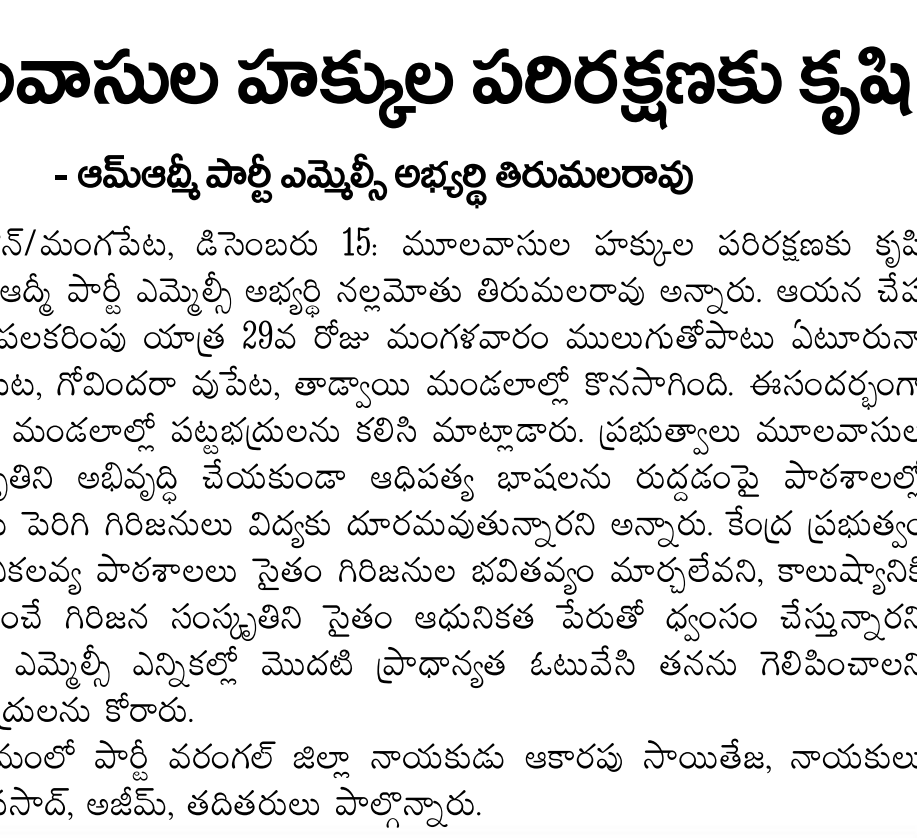 హక్కుల పరిరక్షణకు కృషి
- ఆమ్ఆద్మీ పార్టీ ఎమ్మెల్సీ అభ్యర్థి తిరుమలరావు
న్/మంగపేట, డిసెంబరు 15: మూలవాసుల హక్కుల పరిరక్షణకు కృషి
ఆద్మీ పార్టీ ఎమ్మెల్సీ అభ్యర్థి నల్లమోతు తిరుమలరావు అన్నారు. ఆయన
పలకరింపు యాత్ర 29వ రోజు మంగళవారం ములుగుతోపాటు
గోవిందరా వుపేట, తాడ్వాయి మండలాల్లో కొనసాగింది. ఈసందర్భంగా
మండలాల్లో పట్టభద్రులను కలిసి మాట్లాడారు. ప్రభుత్వాలు మూలవాసుల
అభివృద్ధి చేయకుండా ఆధిపత్య భాషలను రుద్దడంపై పాఠశాలల్లో
పెరిగి గిరిజనులు విద్యకు దూరమవుతున్నారని అన్నారు. కేంద్ర ప్రభుత్వం
పాఠశాలలు సైతం గిరిజనుల భవితవ్యం మార్చలేవని, కాలుష్యానికి
గిరిజన సంస్కృతిని సైతం ఆధునికత పేరుతో ధ్వంసం చేస్తున్నారని
ఎమ్మెల్సీ ఎన్నికల్లో మొదటి ప్రాధాన్యత ఓటువేసి తనను గెలిపించాలని
కోరారు.
పార్టీ వరంగల్ జిల్లా నాయకుడు ఆకారపు సాయితేజ, నాయకులు
అజీమ్, తదితరులు పాల్గొన్నారు.